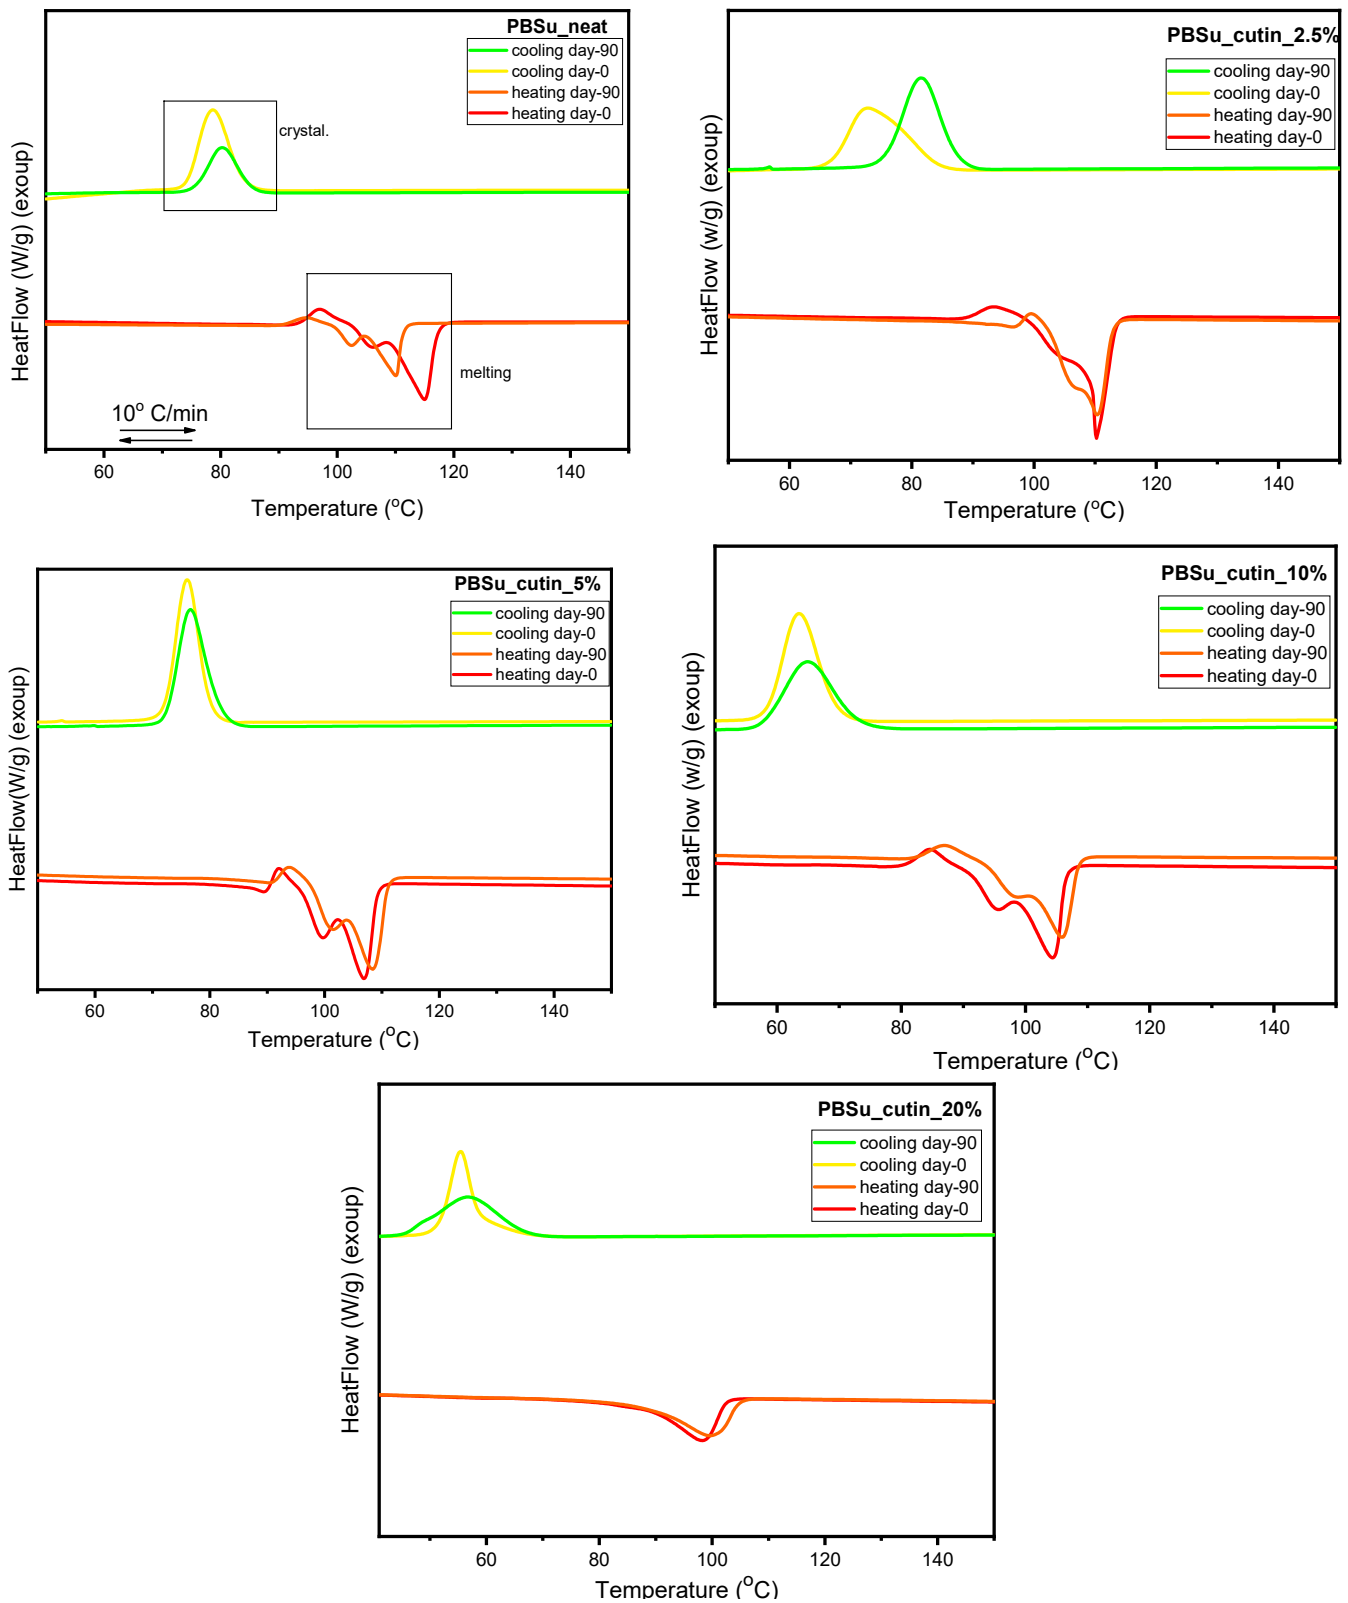 PBSu_neat
cooling day-90
cooling day-0
heating day-90
heating day-0
crystal.
melting
10° C/min
HeatFlow (W/g) (exoup)
60 80 100 120 140
Temperature (°C)
PBSu_cutin_2.5%
cooling day-90
cooling day-0
heating day-90
heating day-0
HeatFlow (w/g) (exoup)
60 80 100 120 140
Temperature (°C)
PBSu_cutin_5%
cooling day-90
cooling day-0
heating day-90
heating day-0
HeatFlow(W/g) (exoup)
60 80 100 120 140
Temperature (°C)
PBSu_cutin_10%
cooling day-90
cooling day-0
heating day-90
heating day-0
HeatFlow (w/g) (exoup)
60 80 100 120 140
Temperature (°C)
PBSu_cutin_20%
cooling day-90
cooling day-0
heating day-90
heating day-0
HeatFlow (W/g) (exoup)
60 80 100 120 140
Temperature (°C)